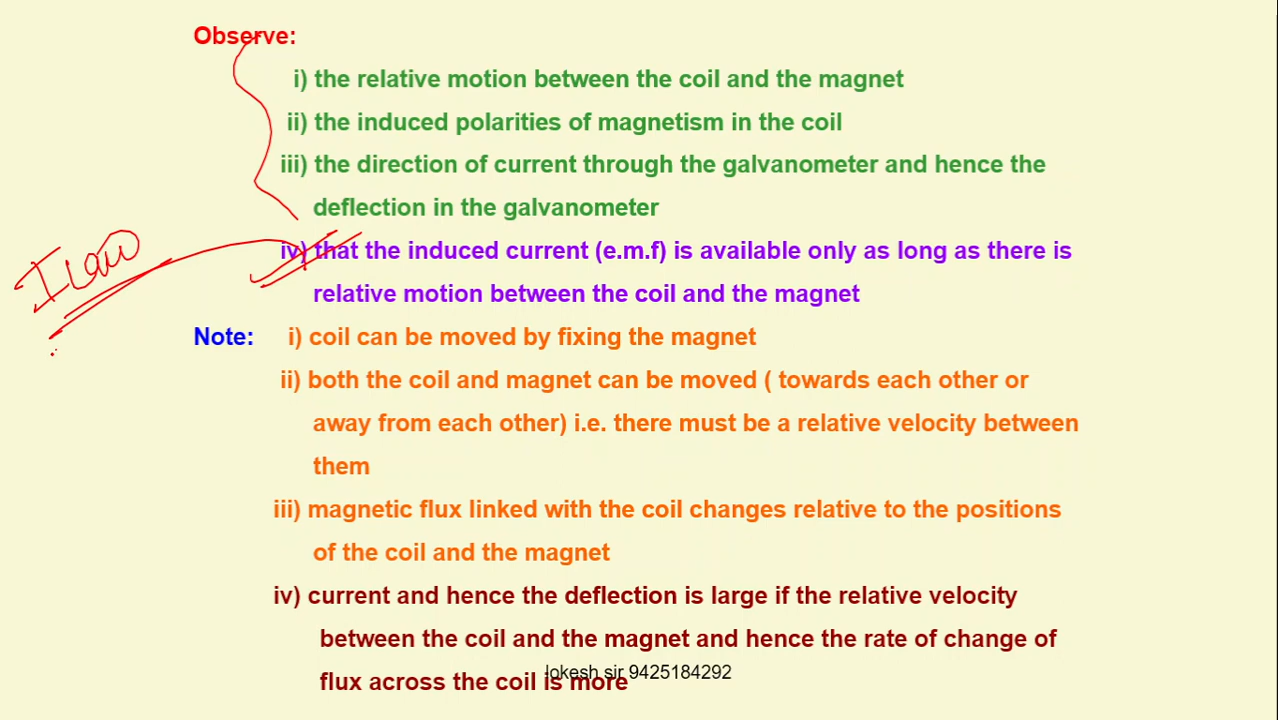 Observe:
i) the relative motion between the coil and the magnet
ii) the induced polarities of magnetism in the coil
iii) the direction of current through the galvanometer and hence the
deflection in the galvanometer
I law
iv) that the induced current (e.m.f) is available only as long as there is
relative motion between the coil and the magnet
Note: i) coil can be moved by fixing the magnet
ii) both the coil and magnet can be moved ( towards each other or
away from each other) i.e. there must be a relative velocity between
them
iii) magnetic flux linked with the coil changes relative to the positions
of the coil and the magnet
iv) current and hence the deflection is large if the relative velocity
between the coil and the magnet and hence the rate of change of
flux across the coil is more
lokesh sir 9425184292